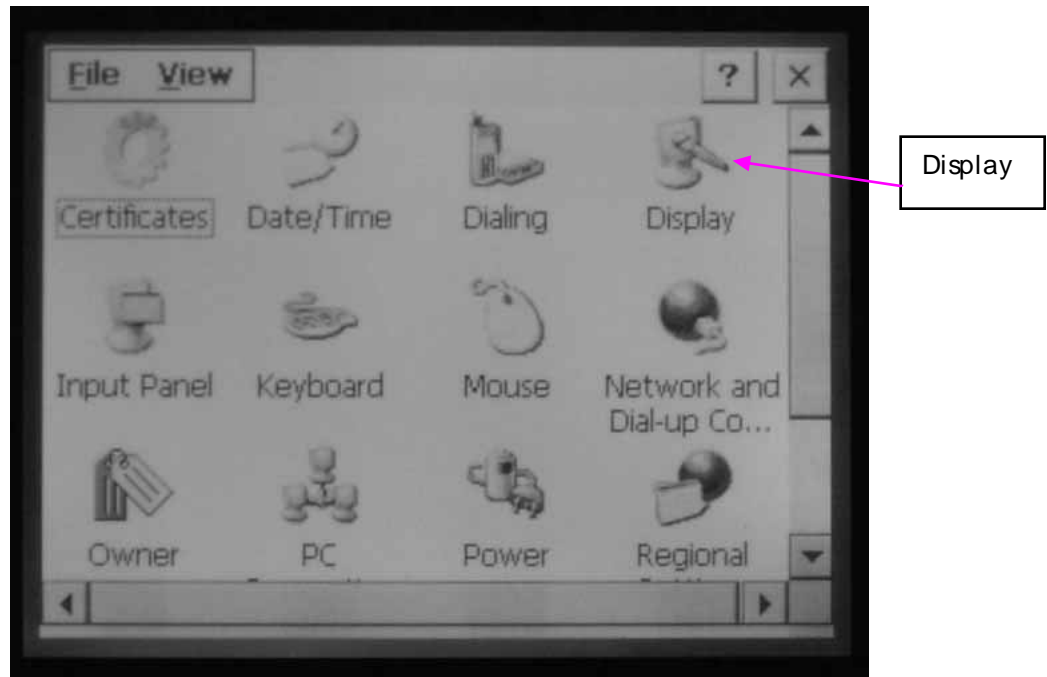 File View ? ×
Certificates Date/Time Dialing Display
Input Panel Keyboard Mouse Network and
Dial-up Co...
Owner PC Power Regional
Display